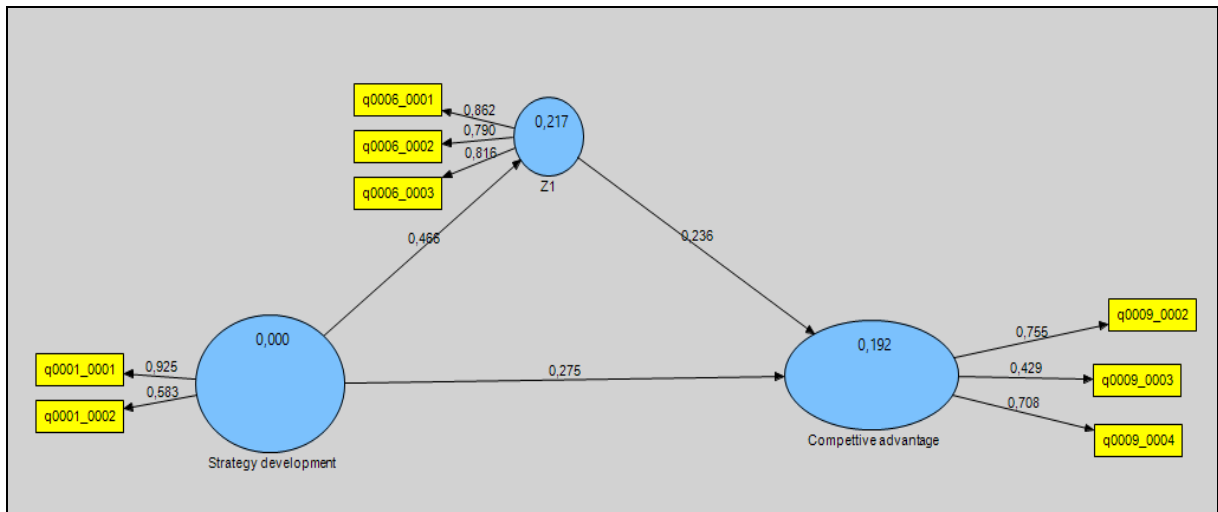 q0006_0001
0,862
0,217
q0006_0002
0,790
0,816
q0006_0003
Z1
0,466
0,236
0,000
0,192
q0009_0002
0,755
q0001_0001
0,925
0,275
0,429
q0009_0003
0,583
q0001_0002
0,708
Compettive advantage
q0009_0004
Strategy development